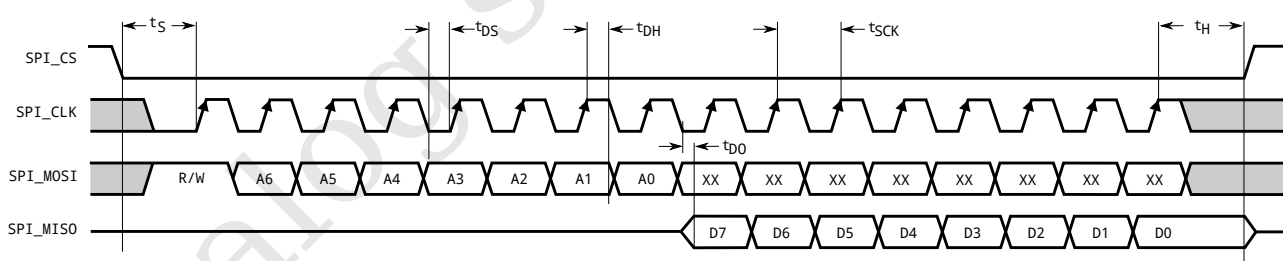 tS tDS tDH tSCK tH
SPI_CS
SPI_CLK
tDO
SPI_MOSI R/W A6 A5 A4 A3 A2 A1 A0 XX XX XX XX XX XX XX XX
SPI_MISO D7 D6 D5 D4 D3 D2 D1 D0
alog s